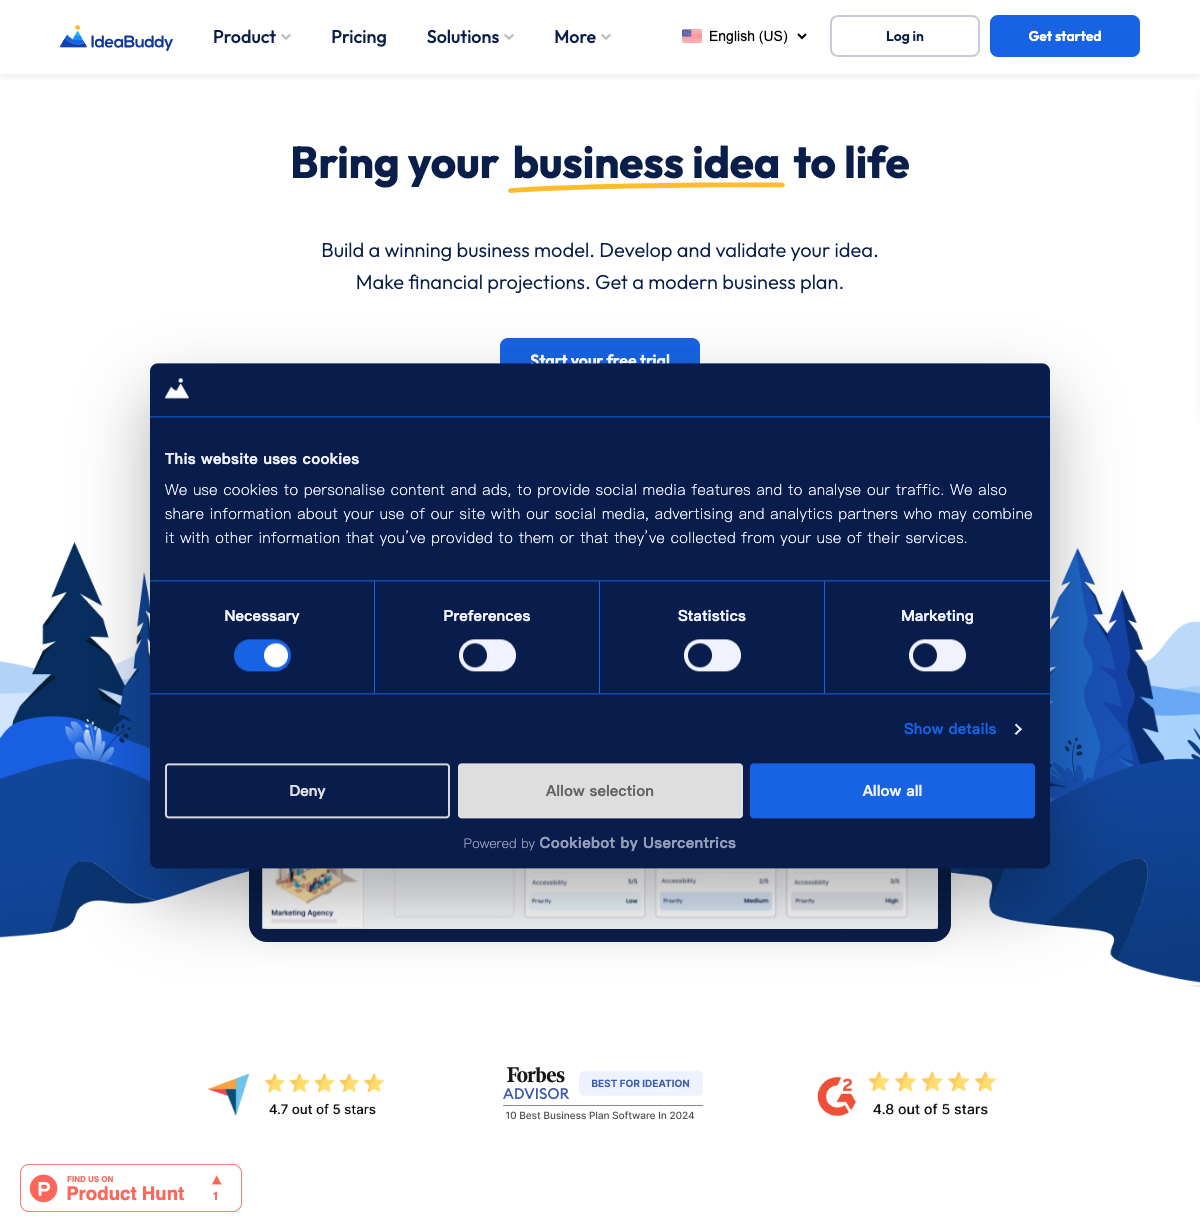 IdeaBuddy
Product
Pricing
Solutions
More
English (US)
Log in
Get started
Bring your business idea to life
Build a winning business model. Develop and validate your idea.
Make financial projections. Get a modern business plan.
Start your free trial
This website uses cookies
We use cookies to personalise content and ads, to provide social media features and to analyse our traffic. We also
share information about your use of our site with our social media, advertising and analytics partners who may combine
it with other information that you've provided to them or that they've collected from your use of their services.
Necessary
Preferences
Statistics
Marketing
Show details
Deny
Allow selection
Allow all
Powered by Cookiebot by Usercentrics
Accessibility 5/5
Accessibility 2/5
Accessibility 3/5
Priority Low
Priority Medium
Priority High
Marketing Agency
4.7 out of 5 stars
Forbes
ADVISOR
BEST FOR IDEATION
10 Best Business Plan Software In 2024
G2
4.8 out of 5 stars
P
FIND US ON
Product Hunt
1